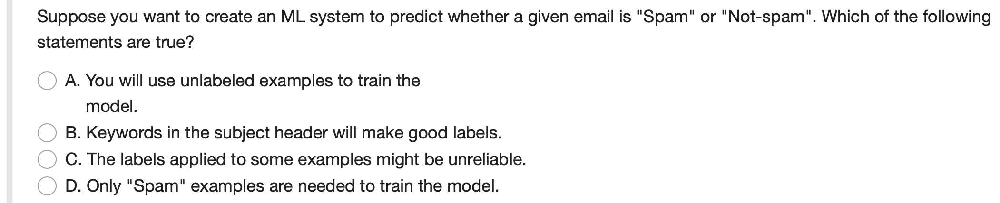 Suppose you want to create an ML system to predict whether a given email is "Spam" or "Not-spam". Which of the following
statements are true?
A. You will use unlabeled examples to train the
model.
B. Keywords in the subject header will make good labels.
C. The labels applied to some examples might be unreliable.
D. Only "Spam" examples are needed to train the model.